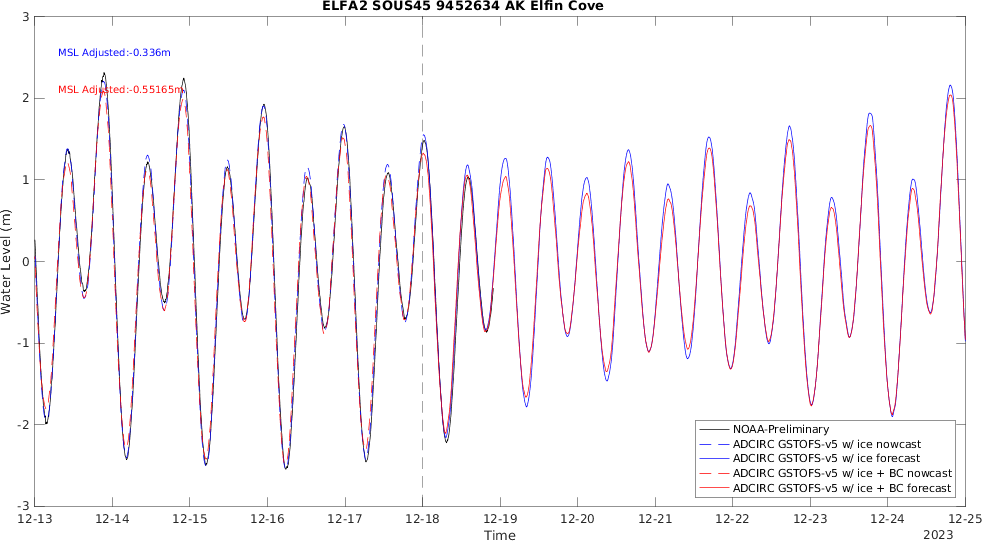 ELFA2 SOUS45 9452634 AK Elfin Cove
3
2
1
0
-1
-2
-3
Water Level (m)
MSL Adjusted:-0.336m
MSL Adjusted:-0.55165m
NOAA-Preliminary
ADCIRC GSTOFS-v5 w/ ice nowcast
ADCIRC GSTOFS-v5 w/ ice forecast
ADCIRC GSTOFS-v5 w/ ice + BC nowcast
ADCIRC GSTOFS-v5 w/ ice + BC forecast
12-13 12-14 12-15 12-16 12-17 12-18 12-19 12-20 12-21 12-22 12-23 12-24 12-25
Time
2023